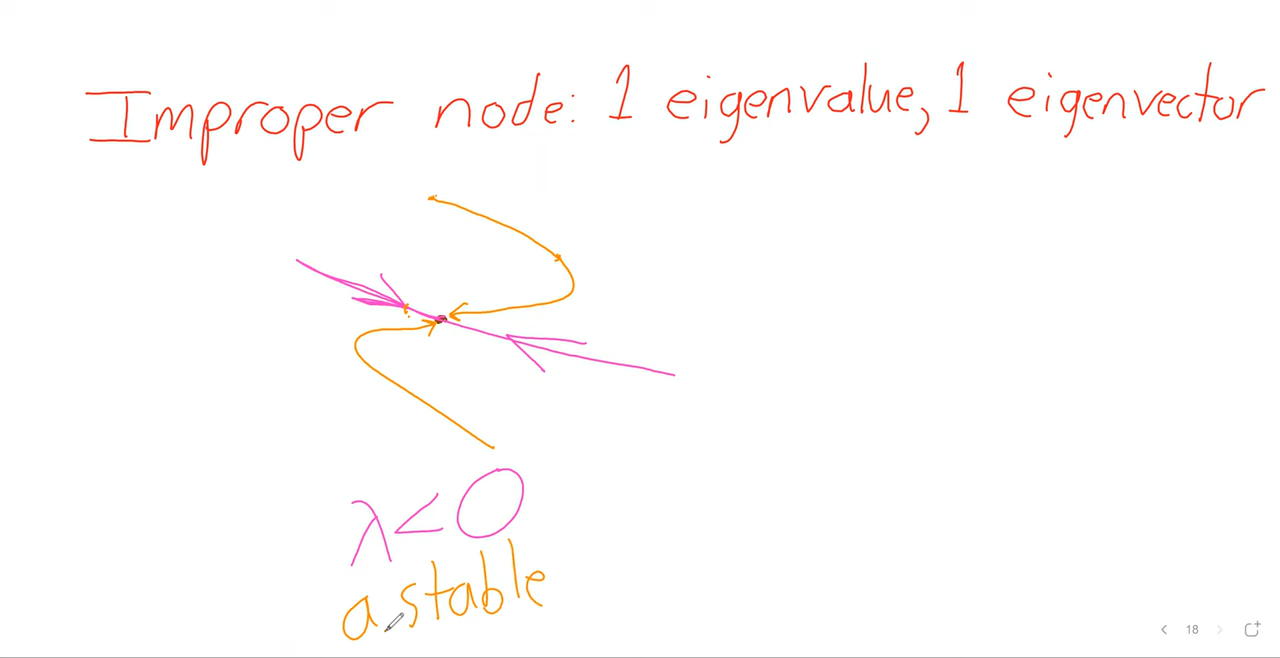 Improper node: 1 eigenvalue, 1 eigenvector
λ<0
a.stable
18